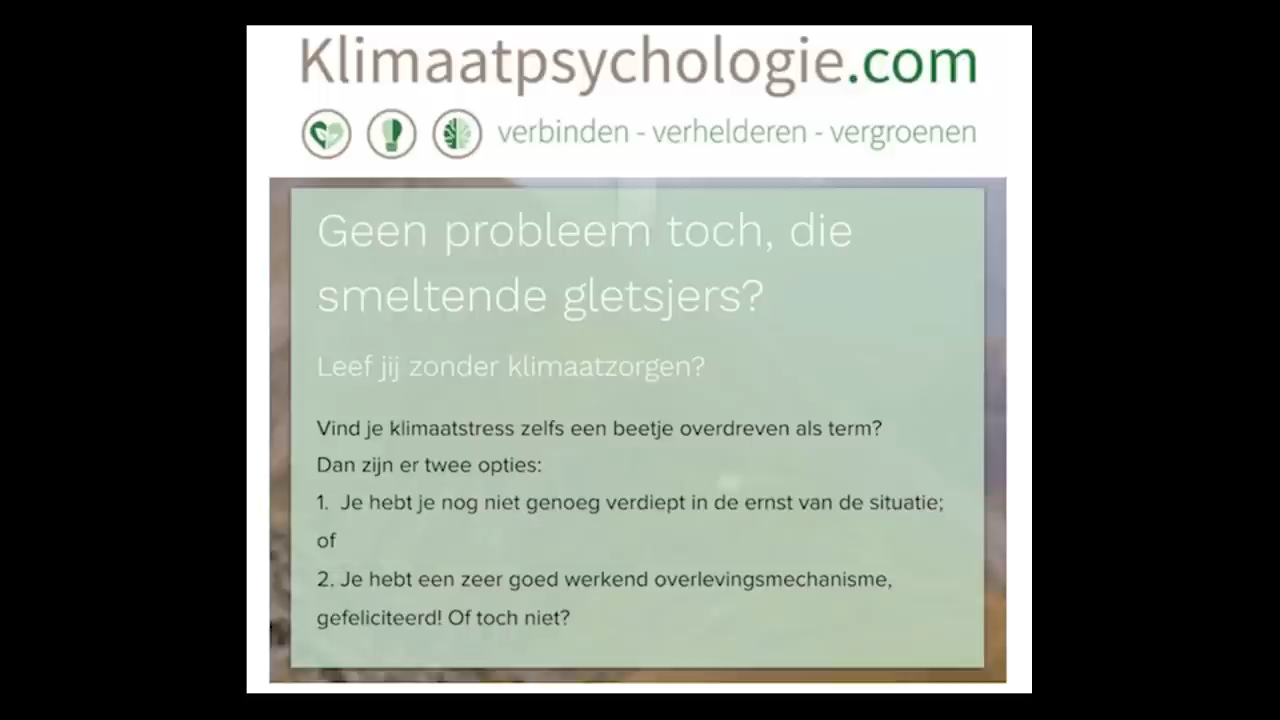 Klimaatpsychologie.com
verbinden - verhelderen - vergroenen
Geen probleem toch, die
smeltende gletsjers?
Leef jij zonder klimaatzorgen?
Vind je klimaatstress zelfs een beetje overdreven als term?
Dan zijn er twee opties:
1. Je hebt je nog niet genoeg verdiept in de ernst van de situatie;
of
2. Je hebt een zeer goed werkend overlevingsmechanisme,
gefeliciteerd! Of toch niet?